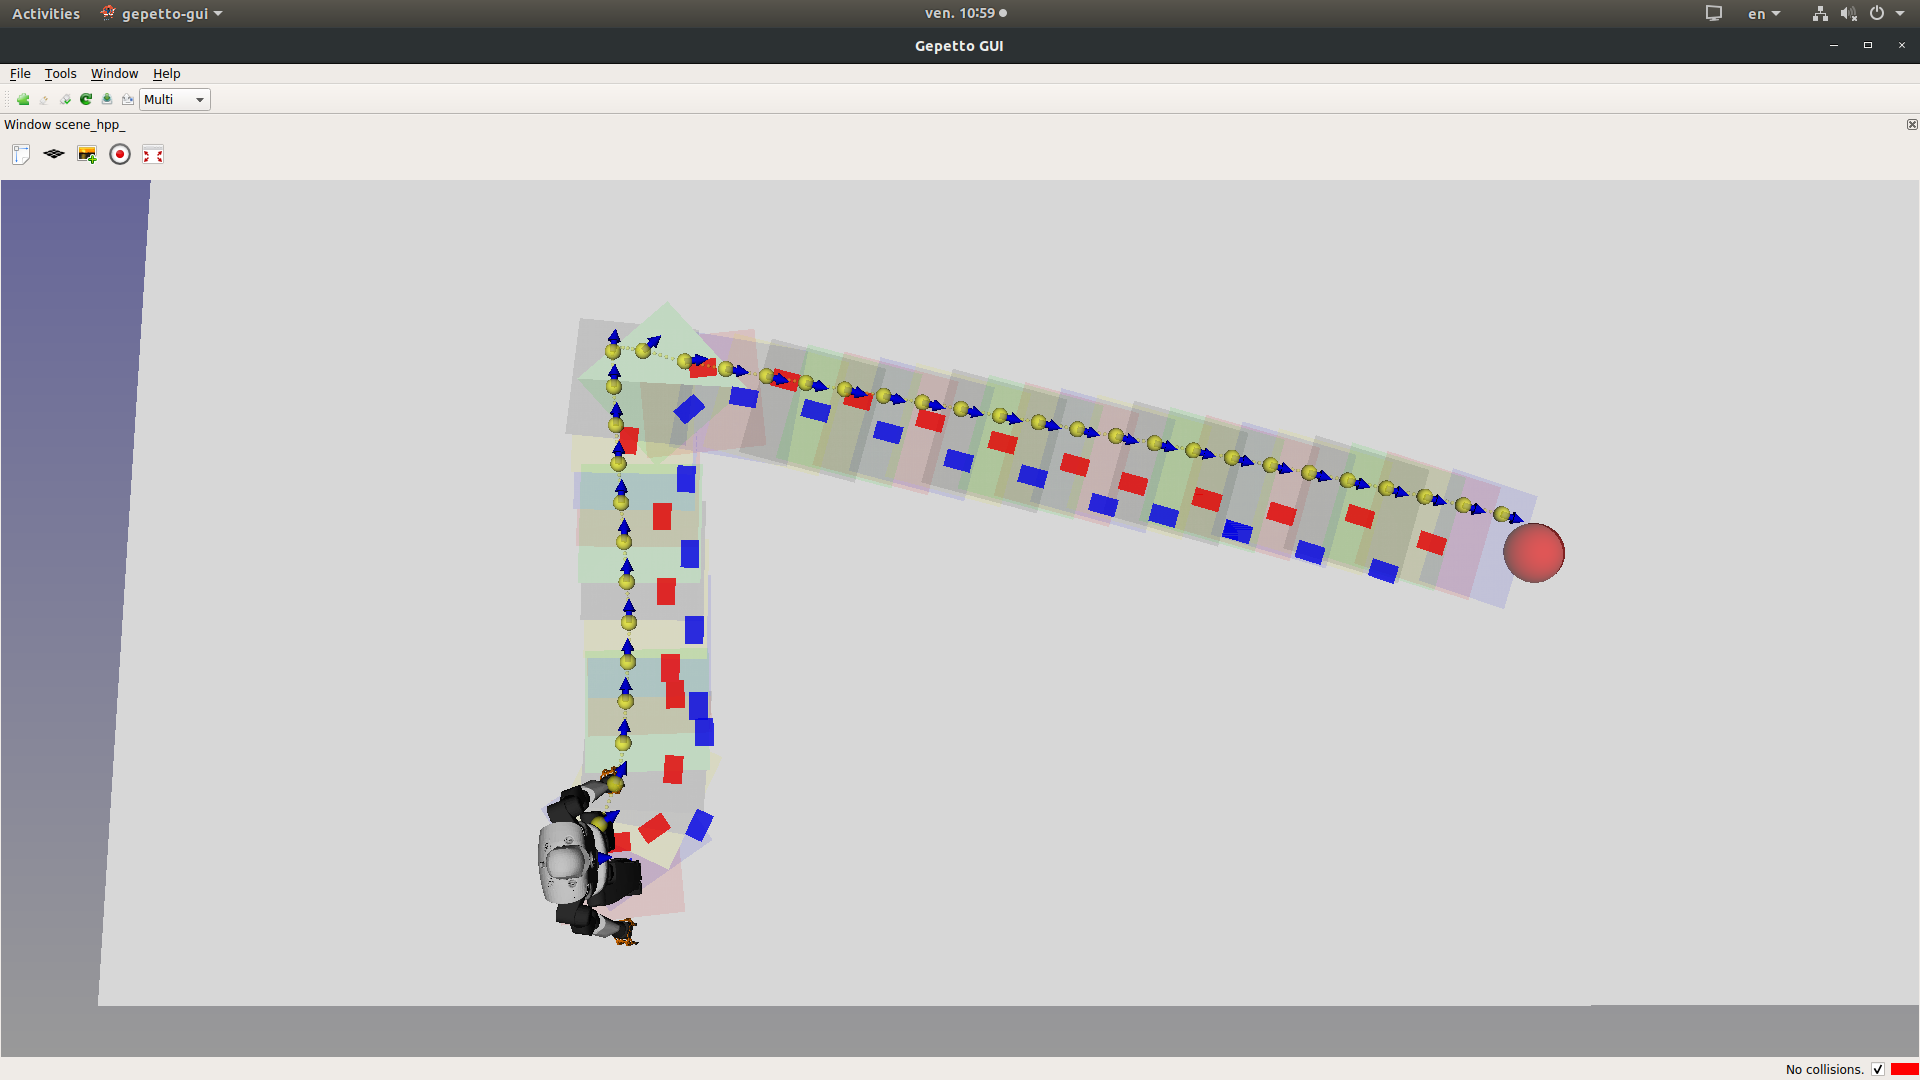 Activities gepetto-gui ven. 10:59 en
Gepetto GUI
File Tools Window Help
Multi
Window scene_hpp_
No collisions.